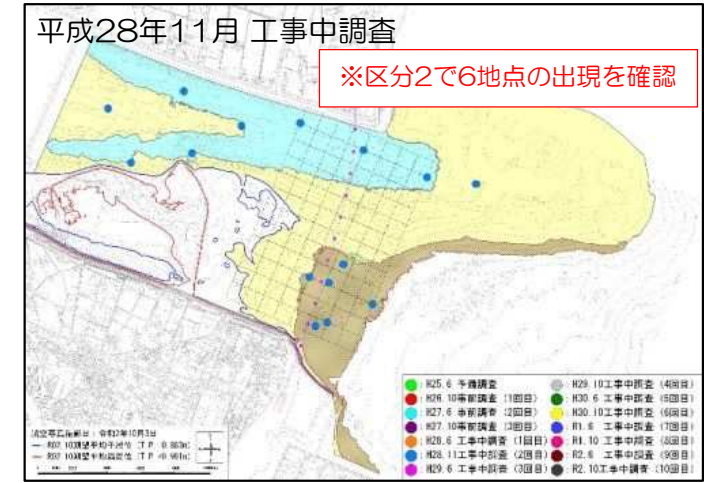 平成28年11月 工事中調査
※区分2で6地点の出現を確認
H25.6 予備調査
H26.10事前調査 (1回目)
H27.6 事前調査 (2回目)
H27.10事前調査 (3回目)
H28.6 工事中調査 (1回目)
H28.11工事中調査 (2回目)
H29.6 工事中調査 (3回目)
H29.10工事中調査 (4回目)
H30.6 工事中調査 (5回目)
H30.10工事中調査 (6回目)
R1.6 工事中調査 (7回目)
R1.10 工事中調査 (8回目)
R2.6 工事中調査 (9回目)
R2.10工事中調査 (10回目)